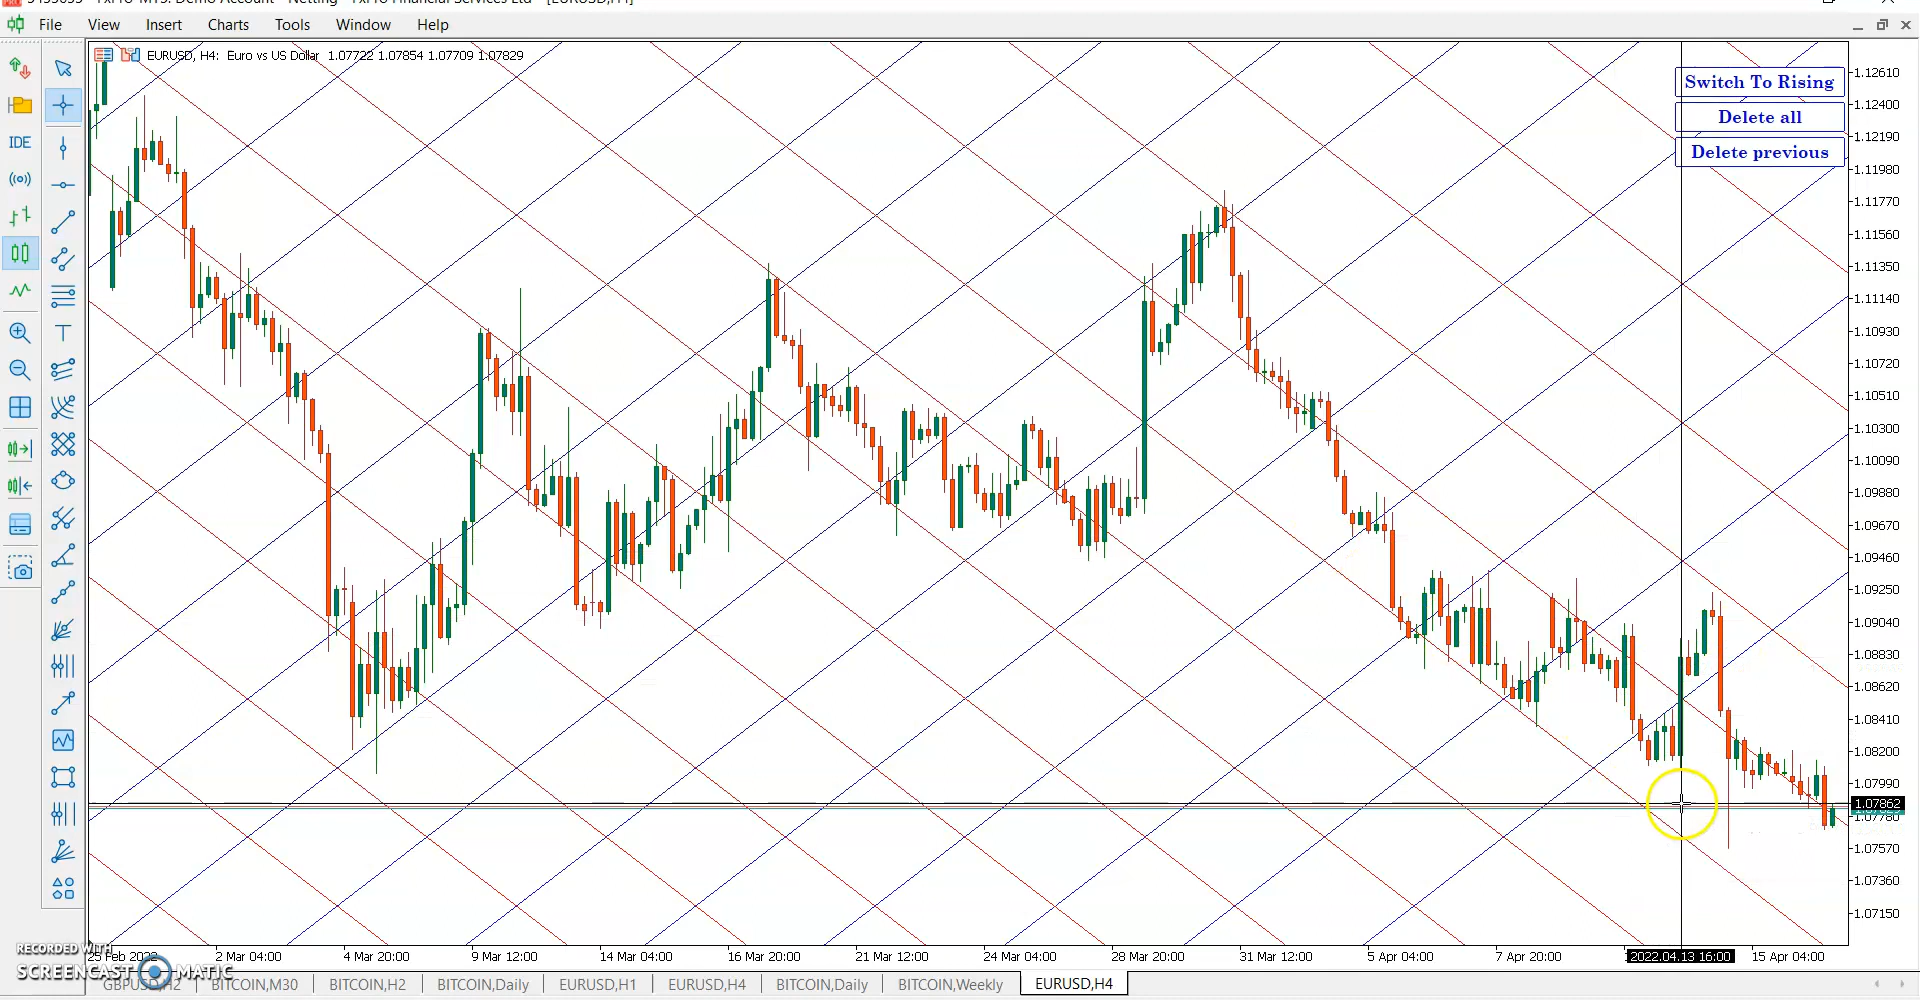 File View Insert Charts Tools Window Help
EURUSD, H4: Euro vs US Dollar 1.07722 1.07854 1.07709 1.07829
Switch To Rising
Delete all
Delete previous
IDE
1.12610
1.12400
1.12190
1.11980
1.11770
1.11560
1.11350
1.11140
1.10930
1.10720
1.10510
1.10300
1.10090
1.09880
1.09670
1.09460
1.09250
1.09040
1.08830
1.08620
1.08410
1.08200
1.07990
1.07862
1.07780
1.07570
1.07360
1.07150
25 Feb 2022 2 Mar 04:00 4 Mar 20:00 9 Mar 12:00 14 Mar 04:00 16 Mar 20:00 21 Mar 12:00 24 Mar 04:00 28 Mar 20:00 31 Mar 12:00 5 Apr 04:00 7 Apr 20:00 2022.04.13 16:00 15 Apr 04:00
RECORDED WITH
SCREENCAST MATIC
GBPUSD,H2 BITCOIN,M30 BITCOIN,H2 BITCOIN,Daily EURUSD,H1 EURUSD,H4 BITCOIN,Daily BITCOIN,Weekly EURUSD,H4